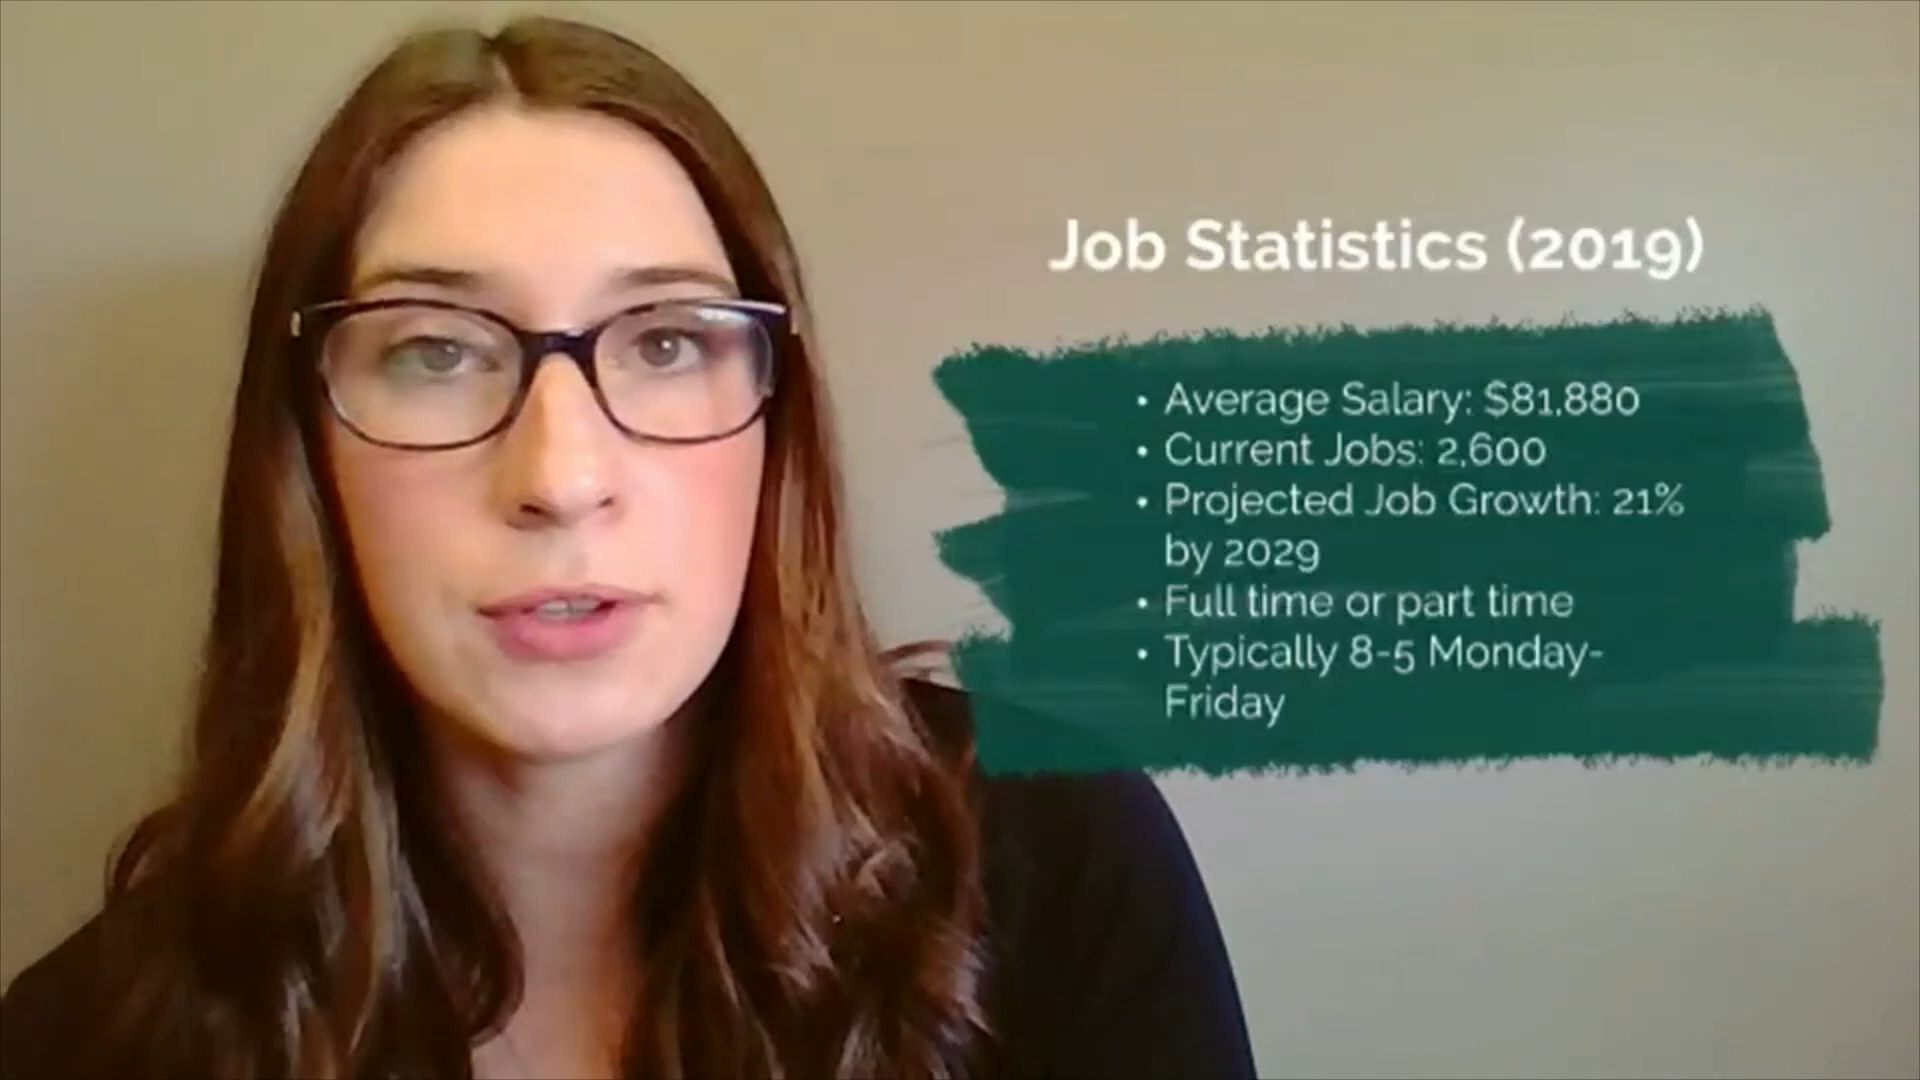 Job Statistics (2019)
• Average Salary: $81,880
• Current Jobs: 2,600
• Projected Job Growth: 21%
by 2029
• Full time or part time
• Typically 8-5 Monday-
Friday